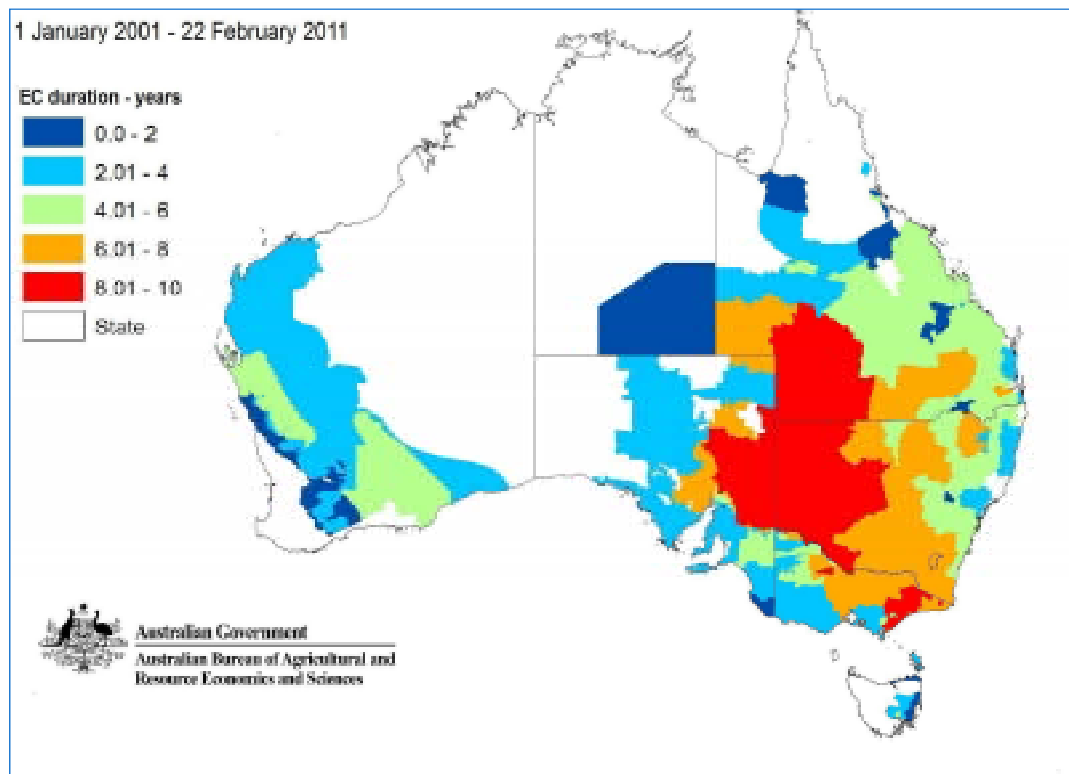 1 January 2001 - 22 February 2011
EC duration - years
0.0 - 2
2.01 - 4
4.01 - 6
6.01 - 8
8.01 - 10
State
Australian Government
Australian Bureau of Agricultural and
Resource Economics and Sciences